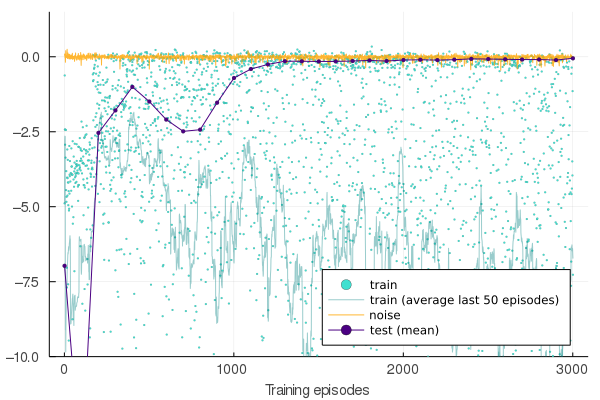 0.0
−2.5
−5.0
−7.5
−10.0
train
train (average last 50 episodes)
noise
test (mean)
0 1000 2000 3000
Training episodes